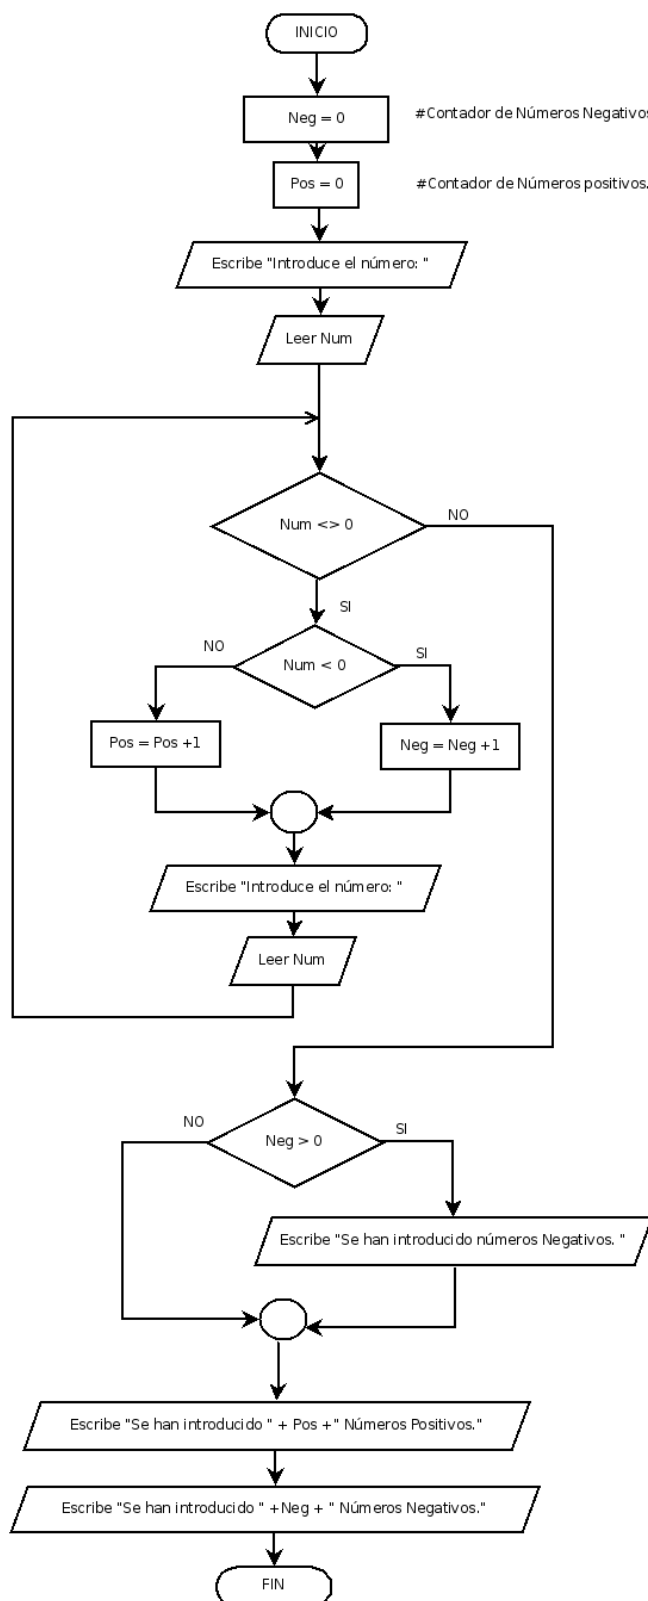 INICIO
Neg = 0
#Contador de Números Negativos
Pos = 0
#Contador de Números positivos.
Escribe "Introduce el número: "
Leer Num
Num <> 0
NO
SI
NO
Num < 0
SI
Pos = Pos +1
Neg = Neg +1
Escribe "Introduce el número: "
Leer Num
NO
Neg > 0
SI
Escribe "Se han introducido números Negativos. "
Escribe "Se han introducido " + Pos +" Números Positivos."
Escribe "Se han introducido " +Neg + " Números Negativos."
FIN